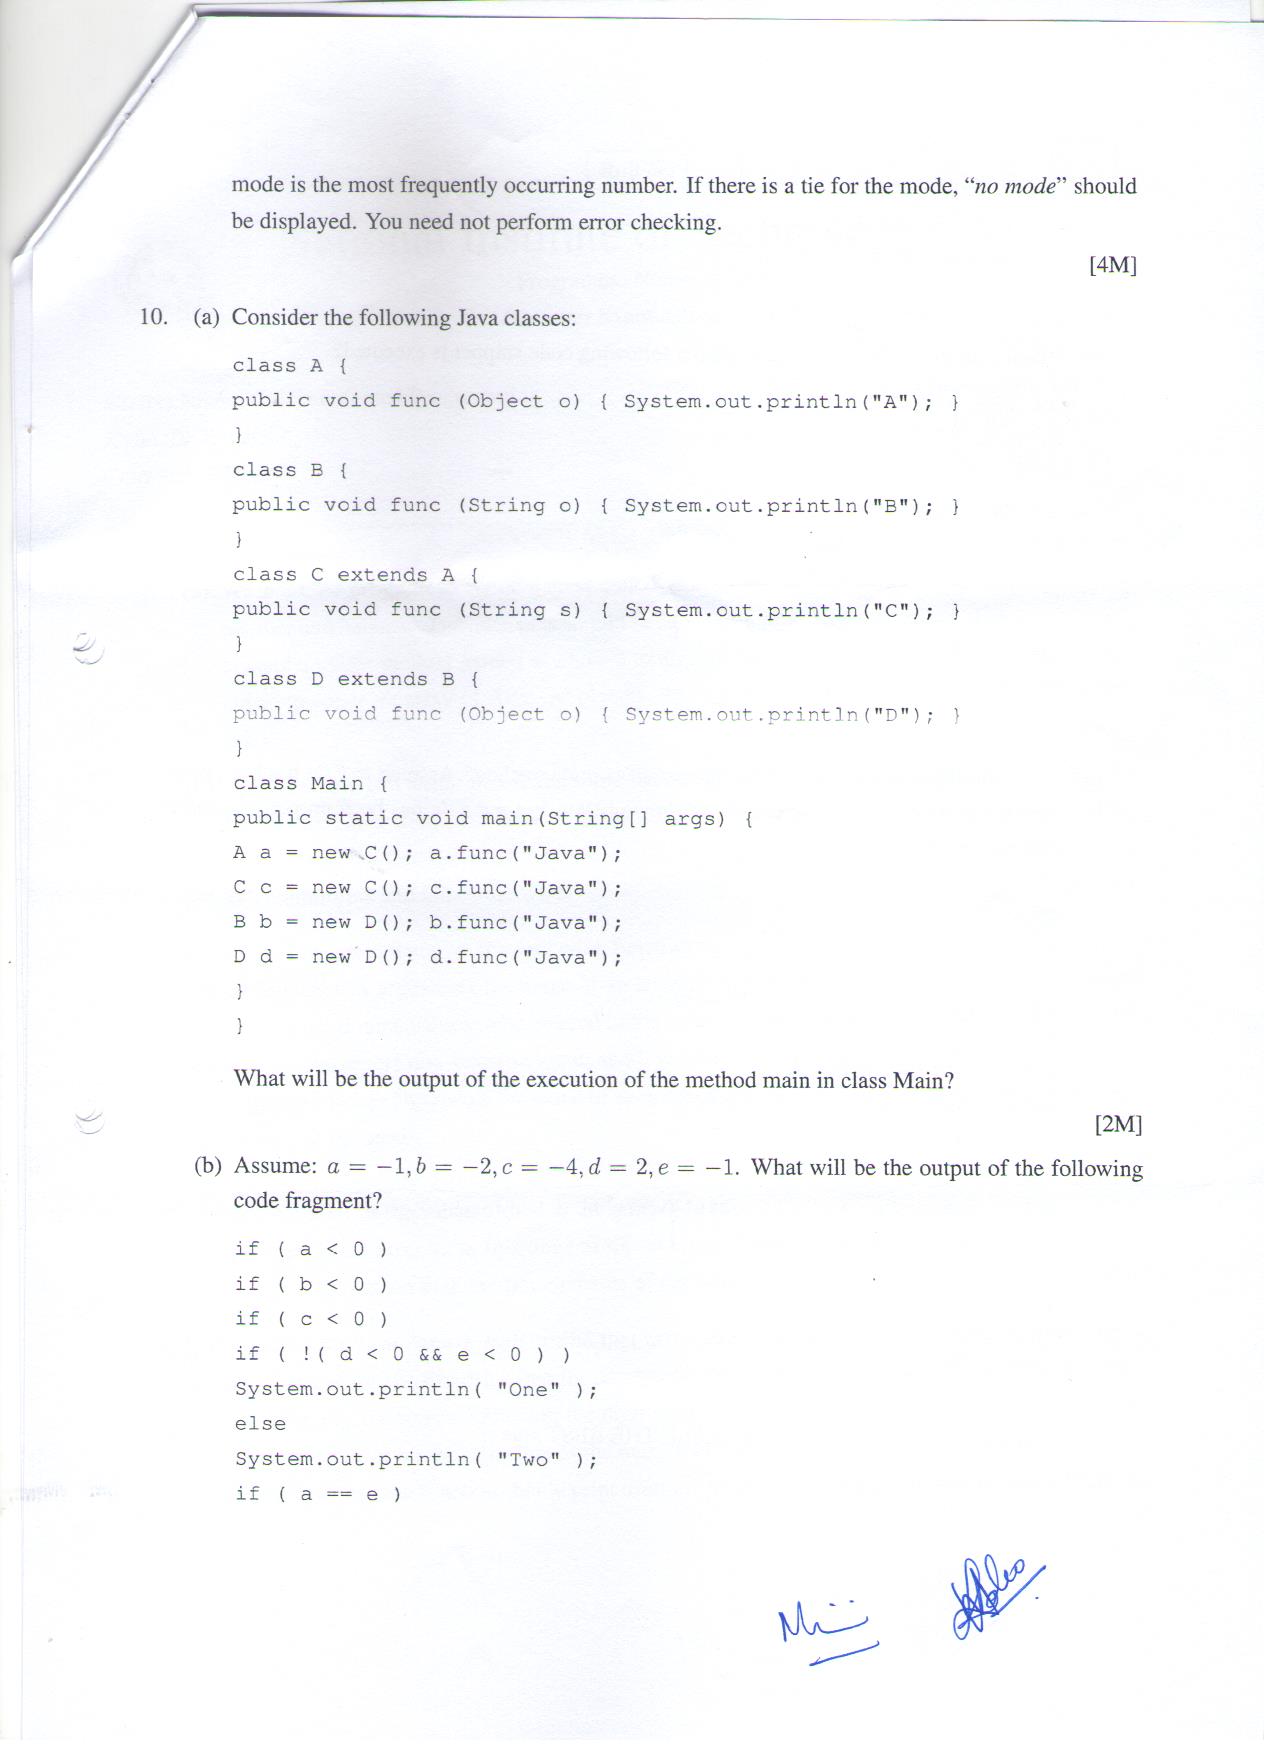 mode is the most frequently occurring number. If there is a tie for the mode, “no mode” should
be displayed. You need not perform error checking.
[4M]
10. (a) Consider the following Java classes:
class A {
public void func (Object o) { System.out.println("A"); }
}
class B {
public void func (String o) { System.out.println("B"); }
}
class C extends A {
public void func (String s) { System.out.println("C"); }
}
class D extends B {
public void func (Object o) { System.out.println("D"); }
}
class Main {
public static void main(String[] args) {
A a = new C(); a.func("Java");
C c = new C(); c.func("Java");
B b = new D(); b.func("Java");
D d = new D(); d.func("Java");
}
}
What will be the output of the execution of the method main in class Main?
[2M]
(b) Assume: a = −1, b = −2, c = −4, d = 2, e = −1. What will be the output of the following
code fragment?
if ( a < 0 )
if ( b < 0 )
if ( c < 0 )
if ( !( d < 0 && e < 0 ) )
System.out.println( "One" );
else
System.out.println( "Two" );
if ( a == e )